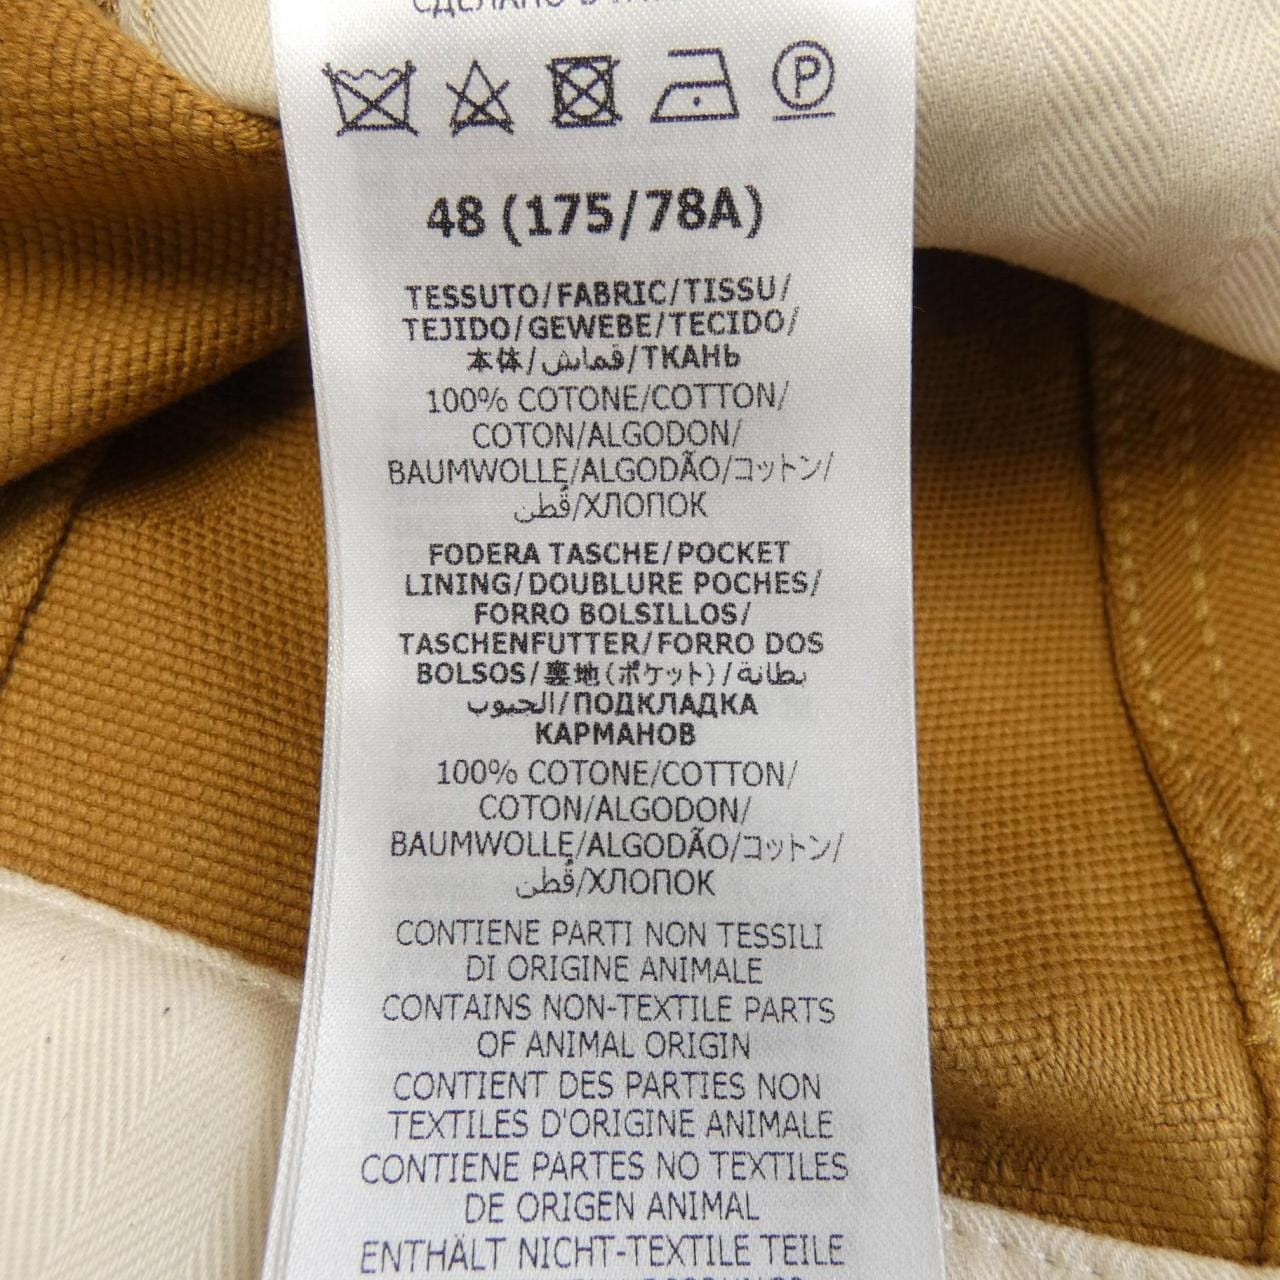 СДЕЛАНО В
P
48 (175/78A)
TESSUTO/FABRIC/TISSU/
TEJIDO/GEWEBE/TECIDO/
本体/قماش/ТКАНЬ
100% COTONE/COTTON/
COTON/ALGODON/
BAUMWOLLE/ALGODÃO/コットン/
قُطن/ХЛОПОК
FODERA TASCHE/POCKET
LINING/DOUBLURE POCHES/
FORRO BOLSILLOS/
TASCHENFUTTER/FORRO DOS
BOLSOS/裏地(ポケット)/بطانة
الجيوب/ПОДКЛАДКА
КАРМАНОВ
100% COTONE/COTTON/
COTON/ALGODON/
BAUMWOLLE/ALGODÃO/コットン/
قُطن/ХЛОПОК
CONTIENE PARTI NON TESSILI
DI ORIGINE ANIMALE
CONTAINS NON-TEXTILE PARTS
OF ANIMAL ORIGIN
CONTIENT DES PARTIES NON
TEXTILES D'ORIGINE ANIMALE
CONTIENE PARTES NO TEXTILES
DE ORIGEN ANIMAL
ENTHÄLT NICHT-TEXTILE TEILE